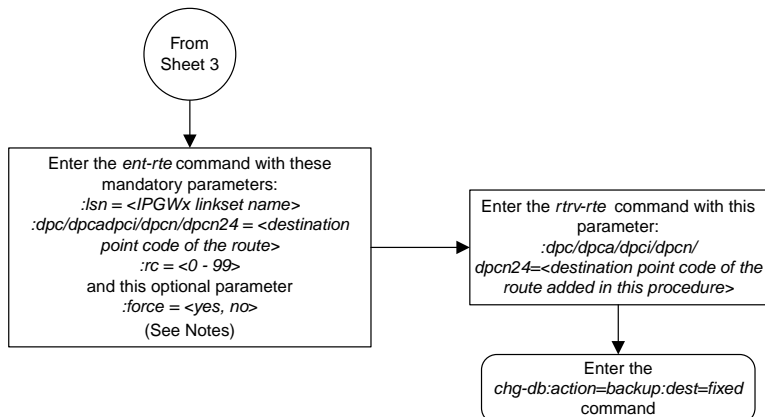 From
Sheet 3
Enter the ent-rte command with these
mandatory parameters:
:lsn = <IPGWx linkset name>
:dpc/dpcadpci/dpcn/dpcn24 = <destination
point code of the route>
:rc = <0 - 99>
and this optional parameter
:force = <yes, no>
(See Notes)
Enter the rtrv-rte command with this
parameter:
:dpc/dpca/dpci/dpcn/
dpcn24=<destination point code of the
route added in this procedure>
Enter the
chg-db:action=backup:dest=fixed
command